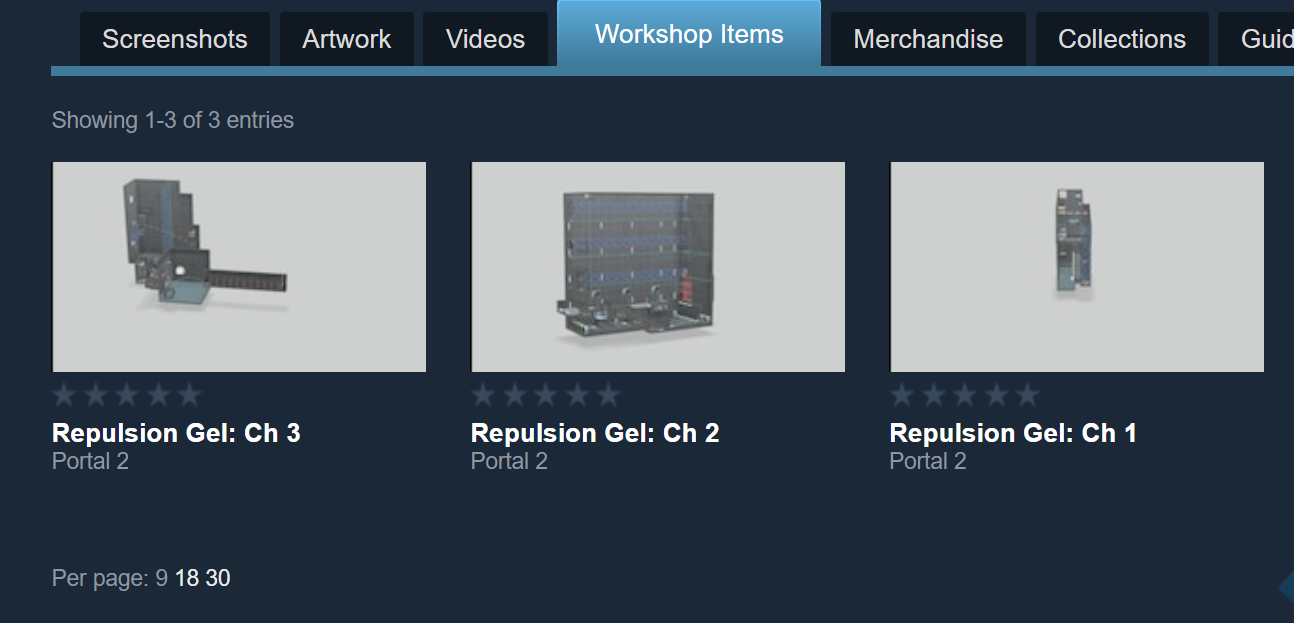 Screenshots Artwork Videos Workshop Items Merchandise Collections
Showing 1-3 of 3 entries
Repulsion Gel: Ch 3
Portal 2
Repulsion Gel: Ch 2
Portal 2
Repulsion Gel: Ch 1
Portal 2
Per page: 9 18 30